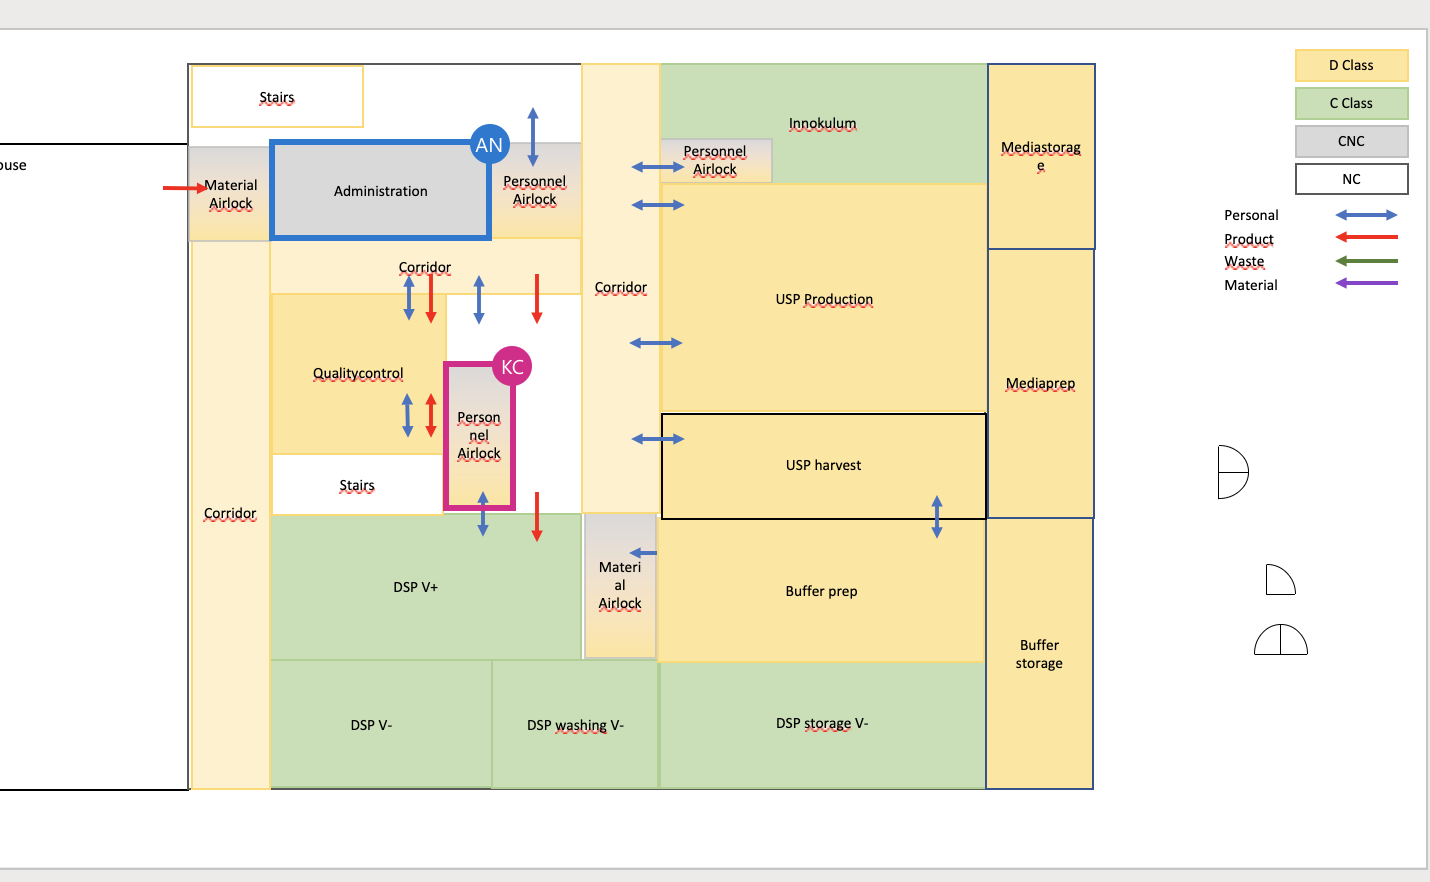 D Class
C Class
CNC
NC
Personal
Product
Waste
Material
ouse
Stairs
Material
Airlock
AN
Administration
Personnel
Airlock
Corridor
Corridor
Innokulum
Personnel
Airlock
Mediastorag
e
USP Production
Qualitycontrol
KC
Person
nel
Airlock
Mediaprep
USP harvest
Stairs
Corridor
DSP V+
Materi
al
Airlock
Buffer prep
Buffer
storage
DSP V-
DSP washing V-
DSP storage V-